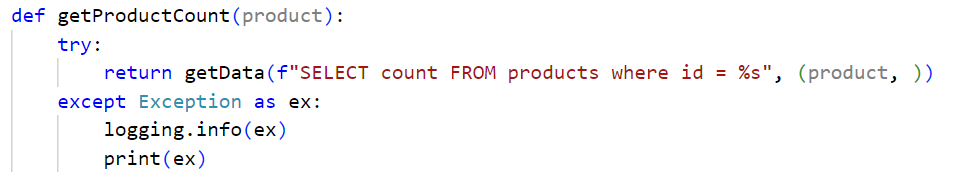 def getProductCount(product):
    try:
        return getData(f"SELECT count FROM products where id = %s", (product, ))
    except Exception as ex:
        logging.info(ex)
        print(ex)